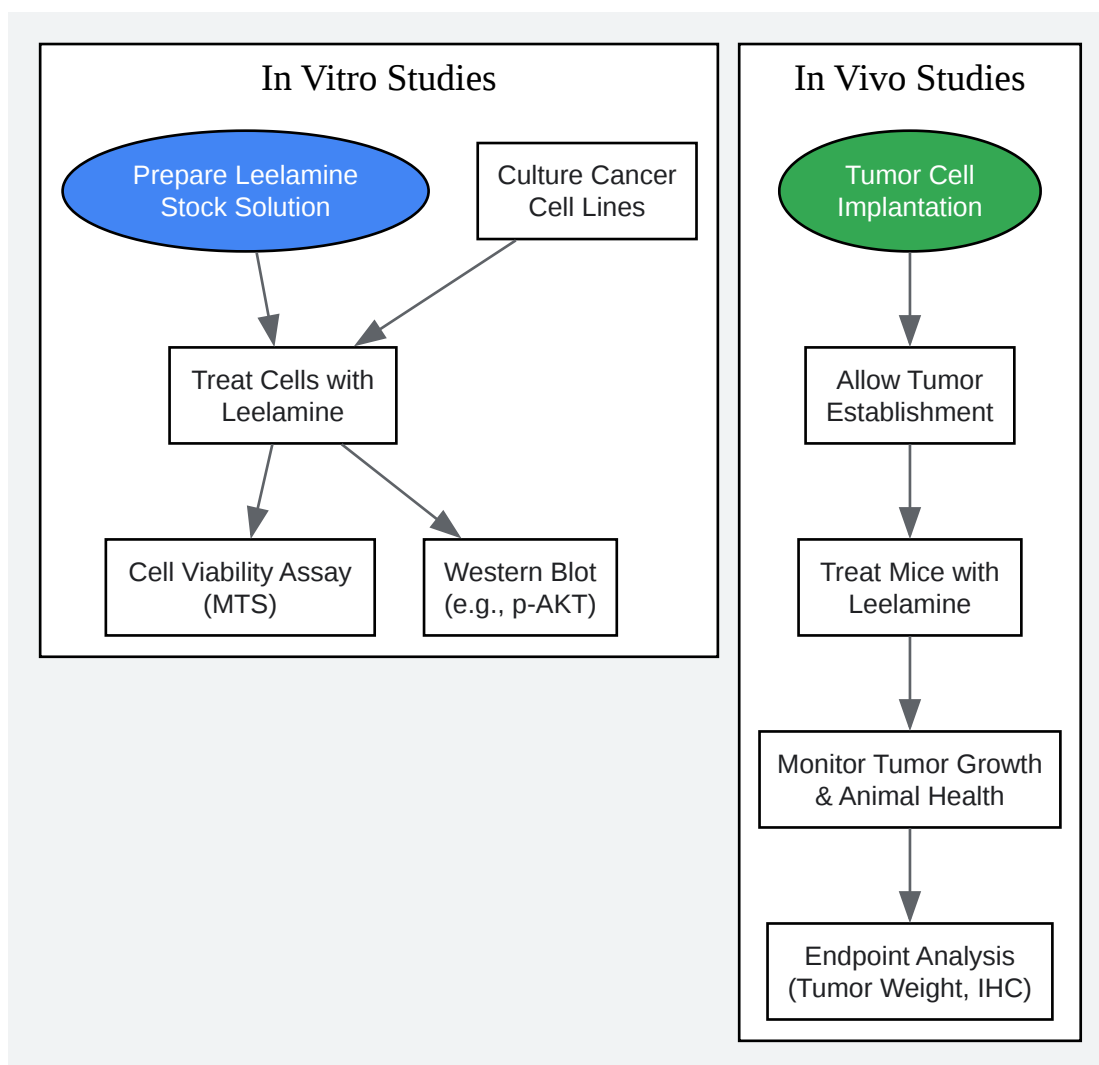 In Vitro Studies
Prepare Leelamine
Stock Solution
Culture Cancer
Cell Lines
Treat Cells with
Leelamine
Cell Viability Assay
(MTS)
Western Blot
(e.g., p-AKT)
In Vivo Studies
Tumor Cell
Implantation
Allow Tumor
Establishment
Treat Mice with
Leelamine
Monitor Tumor Growth
& Animal Health
Endpoint Analysis
(Tumor Weight, IHC)